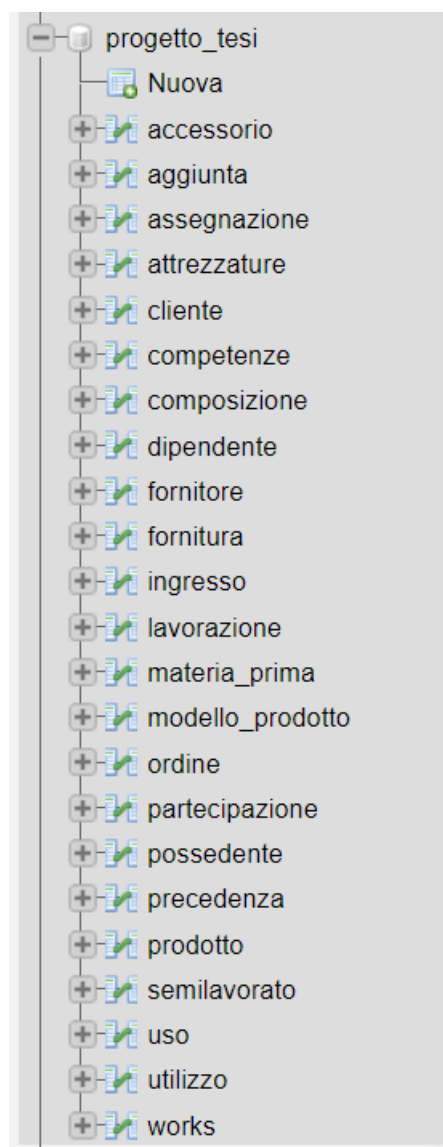 progetto_tesi
Nuova
accessorio
aggiunta
assegnazione
attrezzature
cliente
competenze
composizione
dipendente
fornitore
fornitura
ingresso
lavorazione
materia_prima
modello_prodotto
ordine
partecipazione
possedente
precedenza
prodotto
semilavorato
uso
utilizzo
works